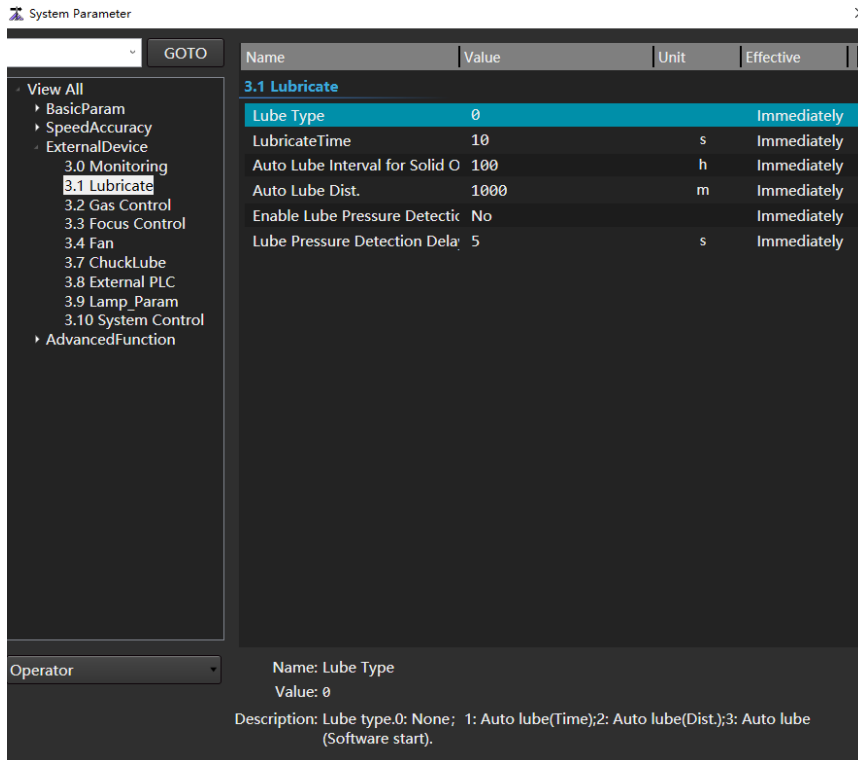 System Parameter
GOTO
Name Value Unit Effective
View All
BasicParam
SpeedAccuracy
ExternalDevice
3.0 Monitoring
3.1 Lubricate
3.2 Gas Control
3.3 Focus Control
3.4 Fan
3.7 ChuckLube
3.8 External PLC
3.9 Lamp_Param
3.10 System Control
AdvancedFunction
3.1 Lubricate
Lube Type 0 Immediately
LubricateTime 10 s Immediately
Auto Lube Interval for Solid O 100 h Immediately
Auto Lube Dist. 1000 m Immediately
Enable Lube Pressure Detectic No Immediately
Lube Pressure Detection Dela 5 s Immediately
Operator
Name: Lube Type
Value: 0
Description: Lube type.0: None；1: Auto lube(Time);2: Auto lube(Dist.);3: Auto lube
(Software start).